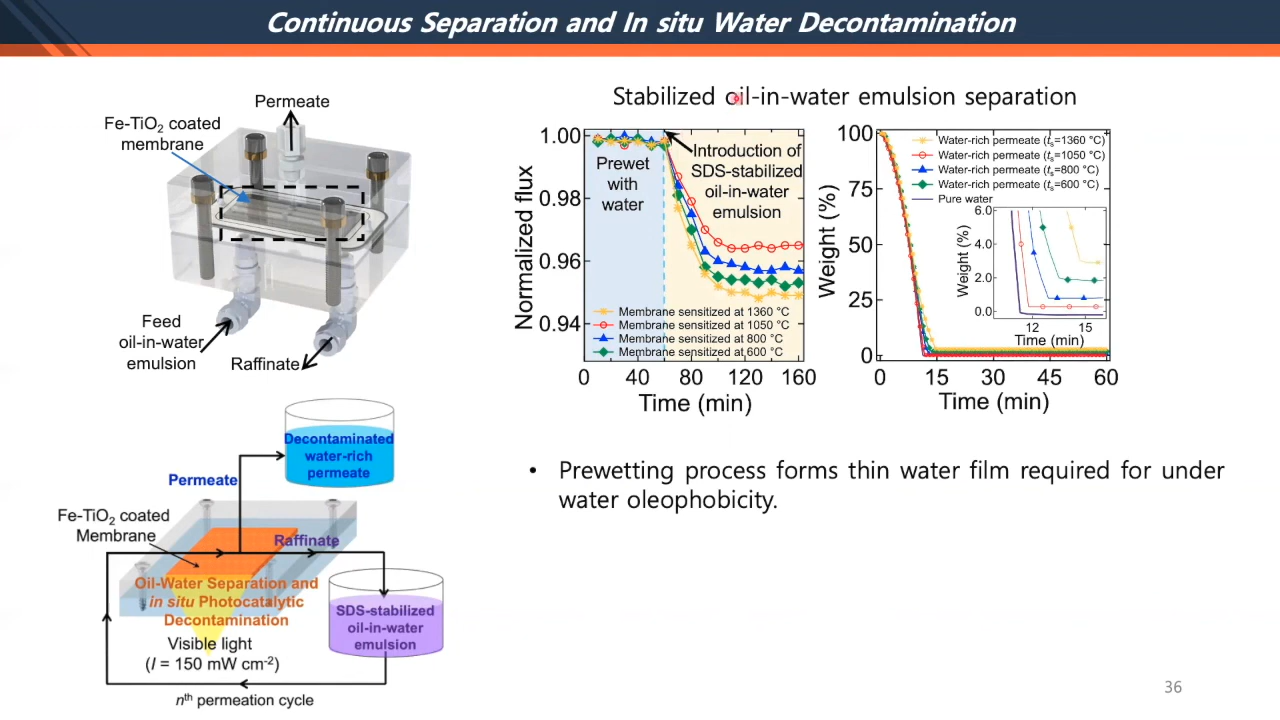 Continuous Separation and In situ Water Decontamination
Permeate
Fe-TiO2 coated
membrane
Feed
oil-in-water
emulsion
Raffinate
Stabilized oil-in-water emulsion separation
Normalized flux
1.00
0.98
0.96
0.94
Prewet
with
water
Introduction of
SDS-stabilized
oil-in-water
emulsion
Membrane sensitized at 1360 °C
Membrane sensitized at 1050 °C
Membrane sensitized at 800 °C
Membrane sensitized at 600 °C
0 40 80 120 160
Time (min)
Weight (%)
100
75
50
25
0
Water-rich permeate (ts=1360 °C)
Water-rich permeate (ts=1050 °C)
Water-rich permeate (ts=800 °C)
Water-rich permeate (ts=600 °C)
Pure water
Weight (%)
6.0
4.0
2.0
0.0
12 15
Time (min)
0 15 30 45 60
Time (min)
Decontaminated
water-rich
permeate
Permeate
Fe-TiO2 coated
Membrane
Raffinate
Oil-Water Separation and
in situ Photocatalytic
Decontamination
SDS-stabilized
oil-in-water
emulsion
Visible light
(I = 150 mW cm-2)
nth permeation cycle
• Prewetting process forms thin water film required for under
water oleophobicity.
36